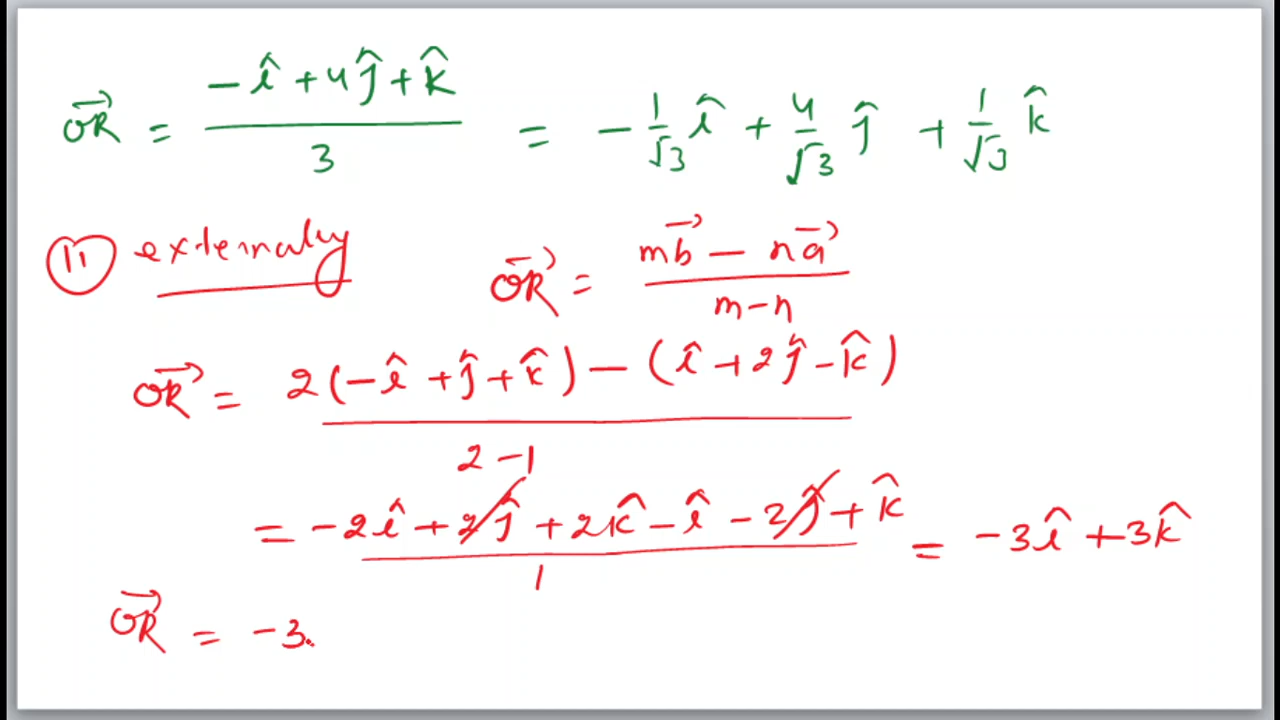 OR⃗ = (-î + 4ĵ + k̂)/3 = -1/√3 î + 4/√3 ĵ + 1/√3 k̂
(ii) externaly OR⃗ = (mb⃗ - na⃗)/(m-n)
OR⃗ = (2(-î + ĵ + k̂) - (î + 2ĵ - k̂))/(2-1)
= (-2î + 2ĵ + 2k̂ - î - 2ĵ + k̂)/1 = -3î + 3k̂
OR⃗ = -3.